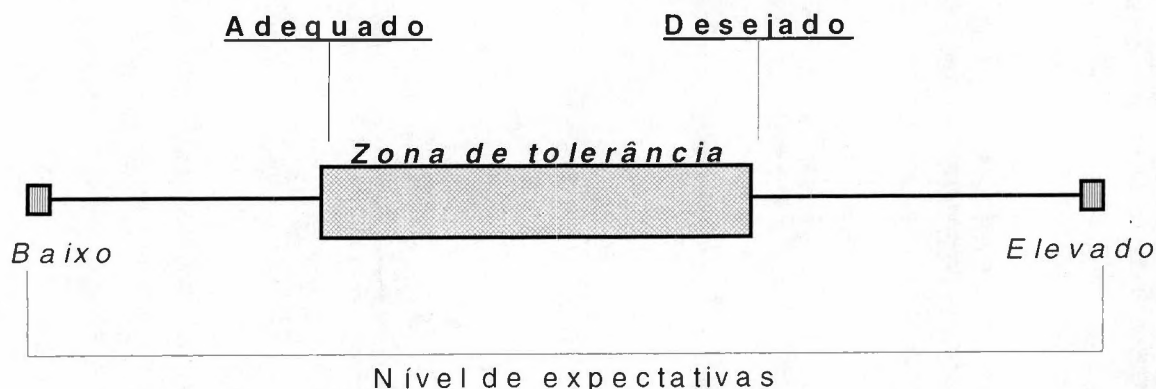 Adequado Desejado
Zona de tolerância
Baixo Elevado
Nível de expectativas